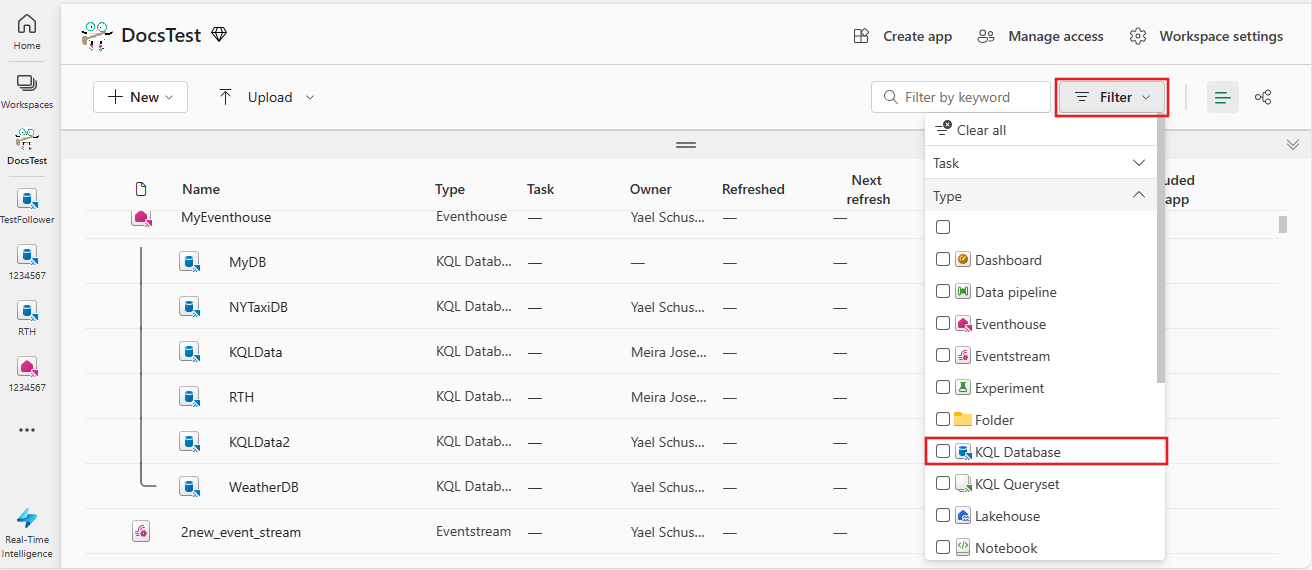 Home
Workspaces
DocsTest
TestFollower
1234567
RTH
1234567
Real-Time
Intelligence
DocsTest
Create app
Manage access
Workspace settings
New
Upload
Filter by keyword
Filter
Name
Type
Task
Owner
Refreshed
Next
refresh
uded
app
MyEventhouse Eventhouse — Yael Schus... — —
MyDB KQL Datab... — — — —
NYTaxiDB KQL Datab... — Yael Schus... — —
KQLData KQL Datab... — Meira Jose... — —
RTH KQL Datab... — Meira Jose... — —
KQLData2 KQL Datab... — Yael Schus... — —
WeatherDB KQL Datab... — Yael Schus... — —
2new_event_stream Eventstream — Yael Schus... — —
Clear all
Task
Type
Dashboard
Data pipeline
Eventhouse
Eventstream
Experiment
Folder
KQL Database
KQL Queryset
Lakehouse
Notebook